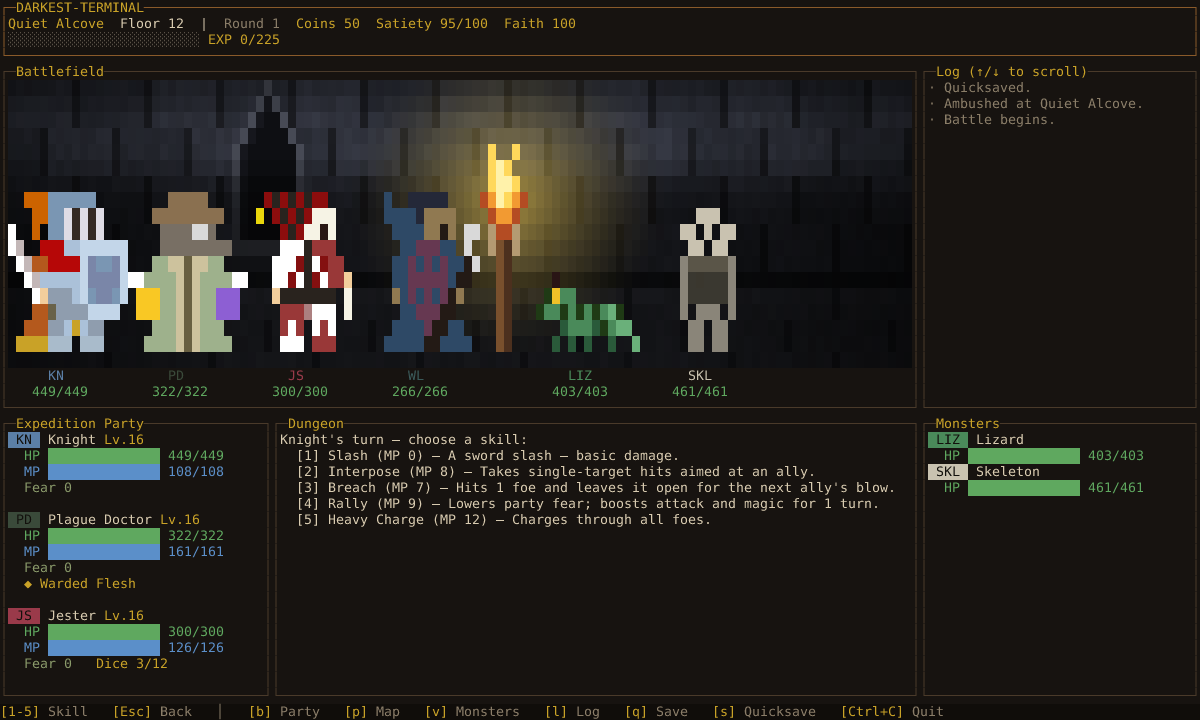 DARKEST-TERMINAL
Quiet Alcove  Floor 12  |  Round 1  Coins 50  Satiety 95/100  Faith 100
EXP 0/225
Battlefield
KN PD JS WL LIZ SKL
449/449 322/322 300/300 266/266 403/403 461/461
Log (↑/↓ to scroll)
· Quicksaved.
· Ambushed at Quiet Alcove.
· Battle begins.
Expedition Party
KN Knight Lv.16
HP 449/449
MP 108/108
Fear 0
PD Plague Doctor Lv.16
HP 322/322
MP 161/161
Fear 0
◆ Warded Flesh
JS Jester Lv.16
HP 300/300
MP 126/126
Fear 0 Dice 3/12
Dungeon
Knight's turn — choose a skill:
[1] Slash (MP 0) — A sword slash — basic damage.
[2] Interpose (MP 8) — Takes single-target hits aimed at an ally.
[3] Breach (MP 7) — Hits 1 foe and leaves it open for the next ally's blow.
[4] Rally (MP 9) — Lowers party fear; boosts attack and magic for 1 turn.
[5] Heavy Charge (MP 12) — Charges through all foes.
Monsters
LIZ Lizard
HP 403/403
SKL Skeleton
HP 461/461
[1-5] Skill [Esc] Back │ [b] Party [p] Map [v] Monsters [l] Log [q] Save [s] Quicksave [Ctrl+C] Quit